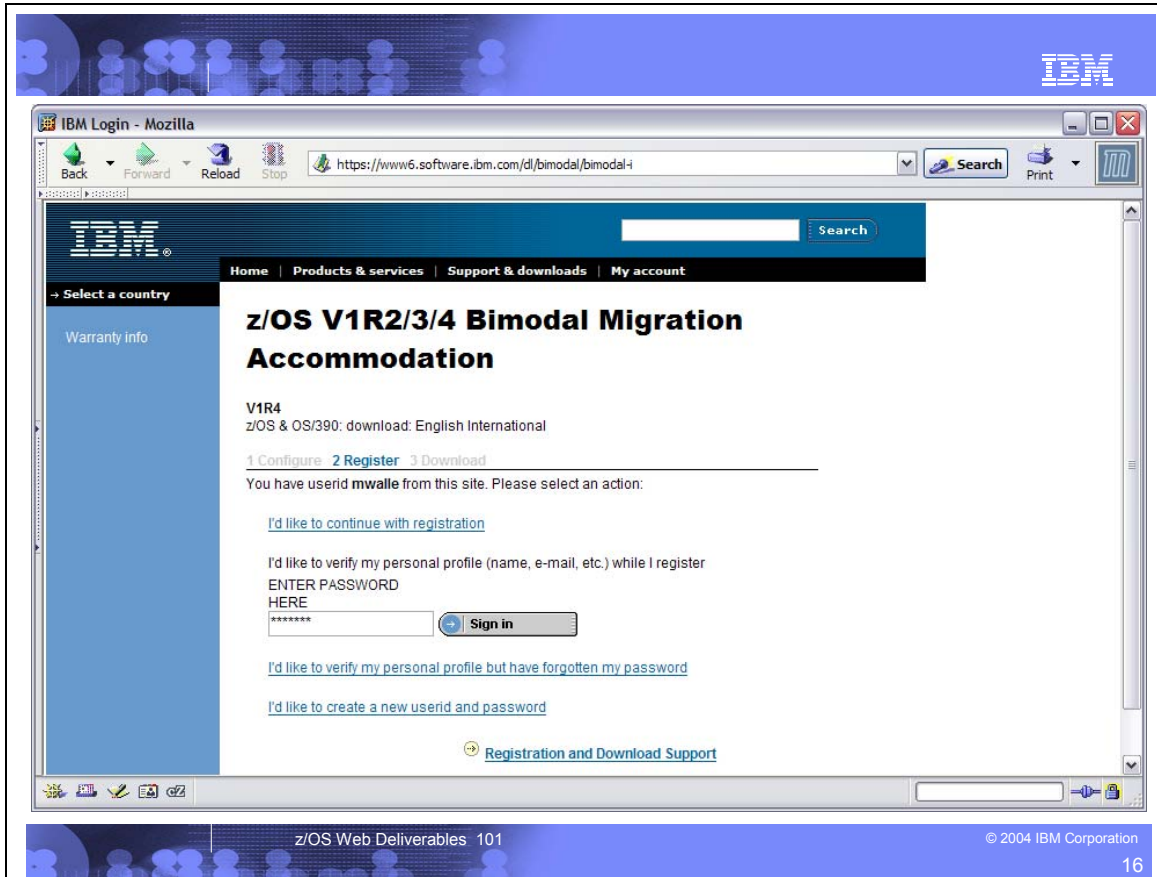 IBM
IBM Login - Mozilla
Back
Forward
Reload
Stop
https://www6.software.ibm.com/dl/bimodal/bimodal-i
Search
Print
IBM®
Search
Home | Products & services | Support & downloads | My account
→ Select a country
Warranty info
z/OS V1R2/3/4 Bimodal Migration
Accommodation
V1R4
z/OS & OS/390: download: English International
1 Configure 2 Register 3 Download
You have userid mwalle from this site. Please select an action:
I'd like to continue with registration
I'd like to verify my personal profile (name, e-mail, etc.) while I register
ENTER PASSWORD
HERE
*******
Sign in
I'd like to verify my personal profile but have forgotten my password
I'd like to create a new userid and password
Registration and Download Support
z/OS Web Deliverables 101
© 2004 IBM Corporation
16